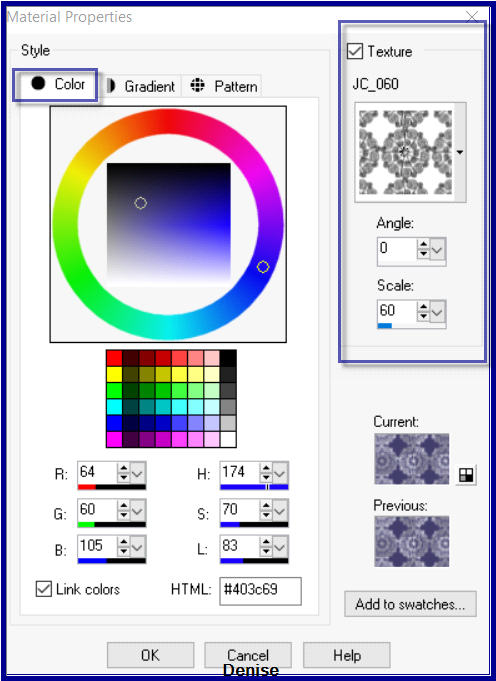 Material Properties
Style
Color
Gradient
Pattern
Texture
JC_060
Angle:
0
Scale:
60
R: 64
H: 174
G: 60
S: 70
B: 105
L: 83
Link colors
HTML: #403c69
Current:
Previous:
Add to swatches...
OK
Cancel
Help
Denise